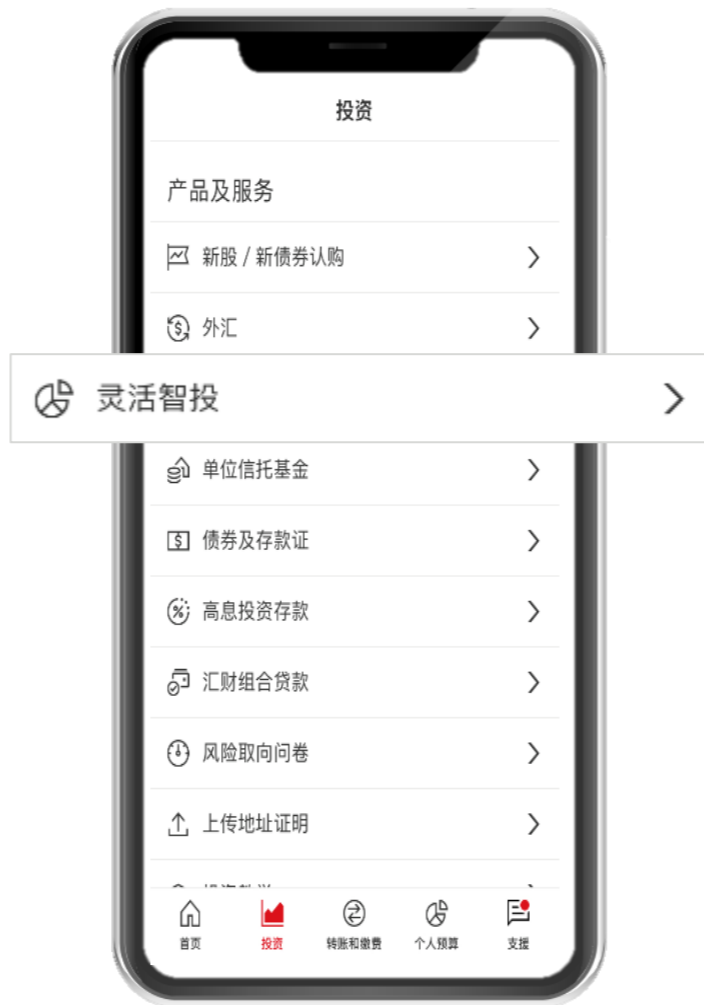 投资
产品及服务
新股 / 新债券认购
外汇
灵活智投
单位信托基金
债券及存款证
高息投资存款
汇财组合贷款
风险取向问卷
上传地址证明
首页
投资
转账和缴费
个人预算
支援